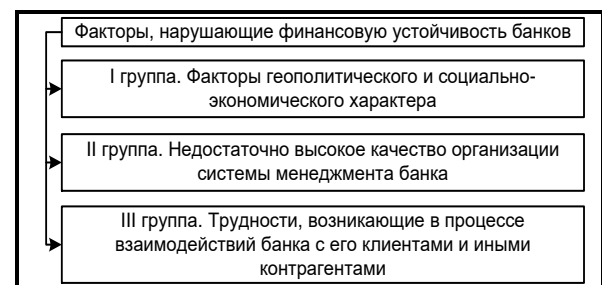 Факторы, нарушающие финансовую устойчивость банков
I группа. Факторы геополитического и социально-
экономического характера
II группа. Недостаточно высокое качество организации
системы менеджмента банка
III группа. Трудности, возникающие в процессе
взаимодействий банка с его клиентами и иными
контрагентами